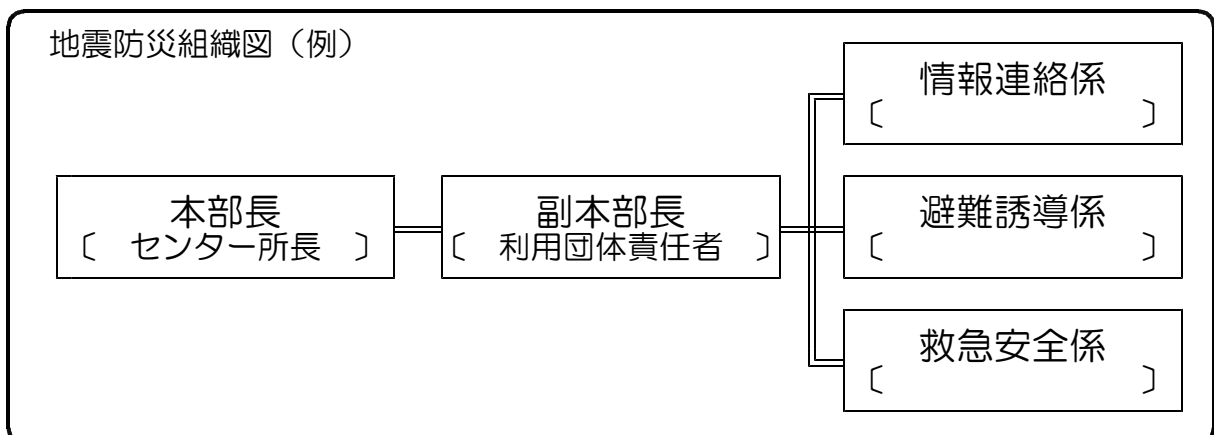 地震防災組織図（例）
情報連絡係
〔　　　　　　〕
本部長
〔　センター所長　〕
副本部長
〔　利用団体責任者　〕
避難誘導係
〔　　　　　　〕
救急安全係
〔　　　　　　〕